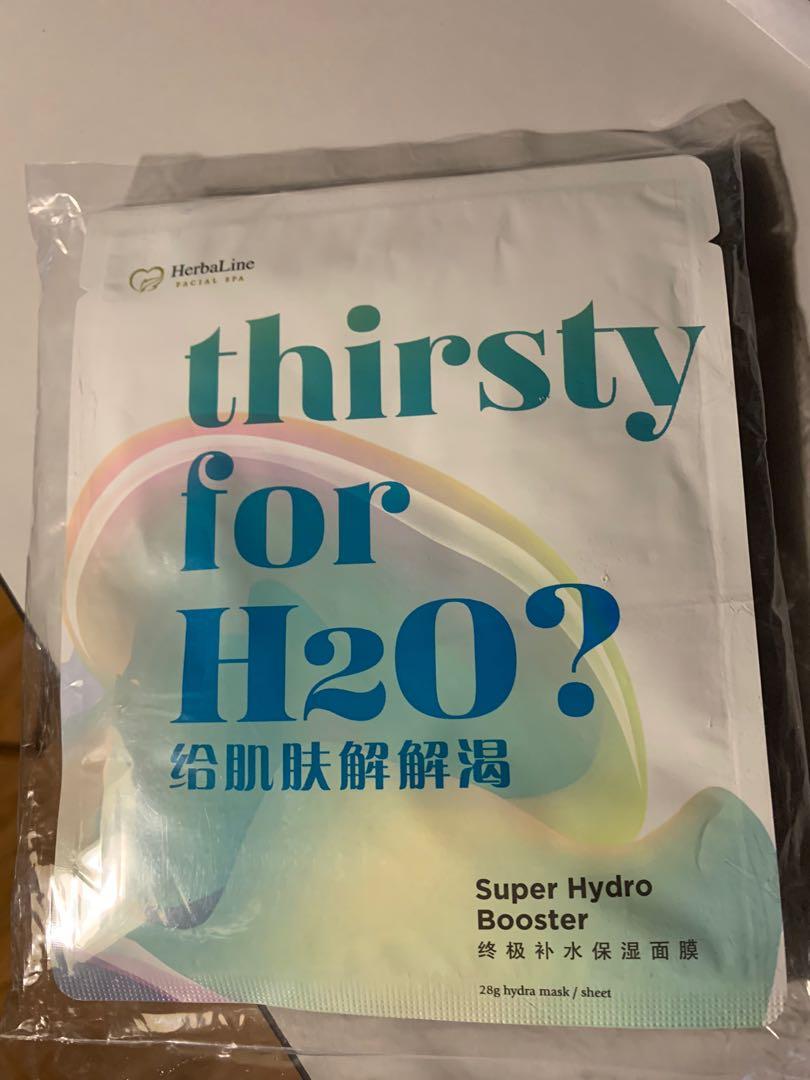 HerbaLine
FACIAL SPA
thirsty
for
H2O?
给肌肤解解渴
Super Hydro
Booster
终极补水保湿面膜
28g hydra mask / sheet